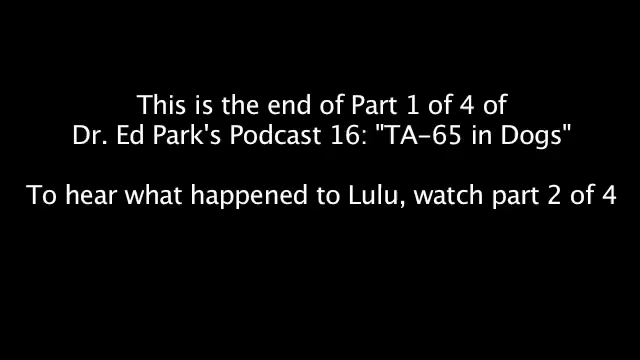 This is the end of Part 1 of 4 of
Dr. Ed Park's Podcast 16: "TA-65 in Dogs"
To hear what happened to Lulu, watch part 2 of 4